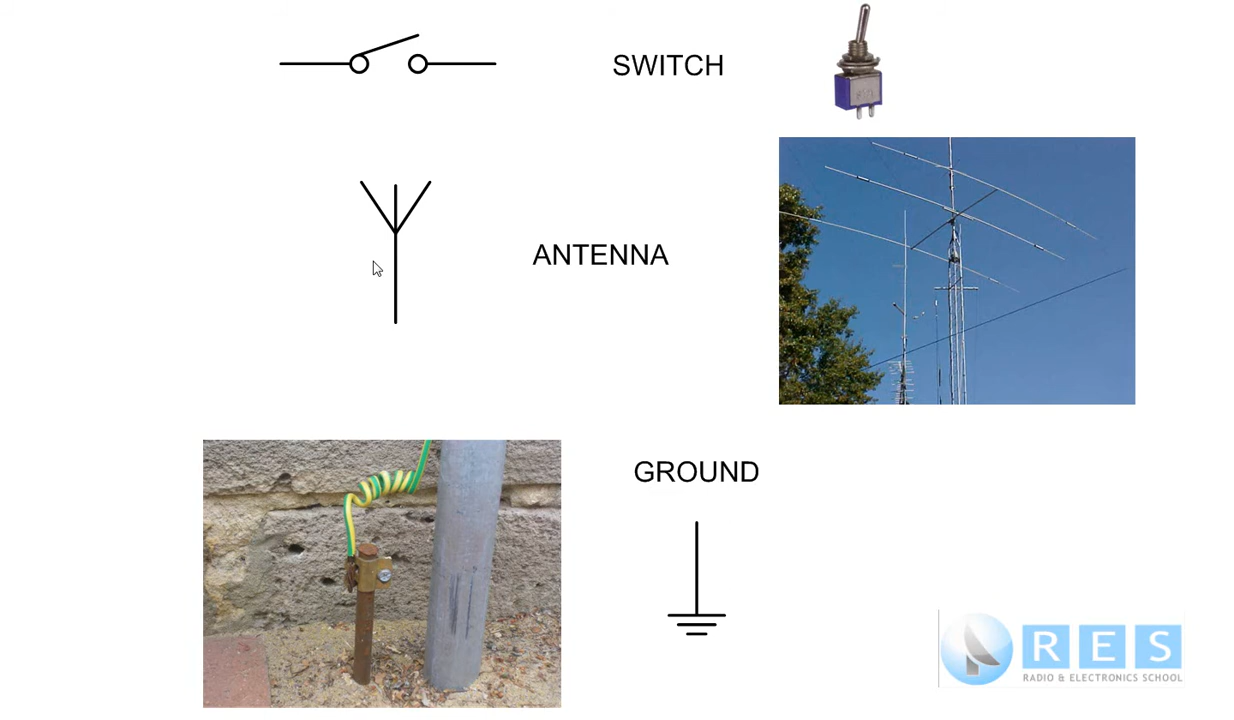 SWITCH
ANTENNA
GROUND
RES
RADIO & ELECTRONICS SCHOOL